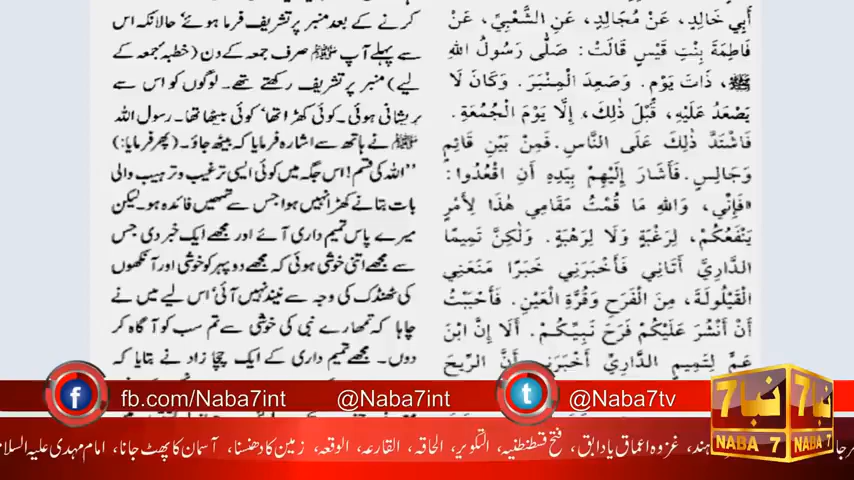 أَبِي خَالِدٍ، عَنْ مُجَالِدٍ، عَنِ الشَّعْبِيِّ، عَنْ
فَاطِمَةَ بِنْتِ قَيْسٍ قَالَتْ: صَلَّى رَسُولُ اللهِ
ﷺ، ذَاتَ يَوْمٍ. وَصَعِدَ الْمِنْبَرَ. وَكَانَ لَا
يَصْعَدُ عَلَيْهِ، قَبْلَ ذٰلِكَ، إِلَّا يَوْمَ الْجُمُعَةِ.
فَاشْتَدَّ ذٰلِكَ عَلَى النَّاسِ. فَمِنْ بَيْنِ قَائِمٍ
وَجَالِسٍ. فَأَشَارَ إِلَيْهِمْ بِيَدِهِ أَنِ اقْعُدُوا:
«فَإِنِّي، وَاللهِ مَا قُمْتُ مَقَامِي هٰذَا لِأَمْرٍ
يَنْفَعُكُمْ، لِرَغْبَةٍ وَلَا لِرَهْبَةٍ. وَلٰكِنَّ تَمِيمًا
الدَّارِيَّ أَتَانِي فَأَخْبَرَنِي خَبَرًا مَنَعَنِي
الْقَيْلُولَةَ، مِنَ الْفَرَحِ وَقُرَّةِ الْعَيْنِ. فَأَحْبَبْتُ
أَنْ أَنْشُرَ عَلَيْكُمْ فَرَحَ نَبِيِّكُمْ. أَلَا إِنَّ ابْنَ
عَمٍّ لِتَمِيمٍ الدَّارِيِّ أَخْبَرَنِي أَنَّ الرِّيحَ
کرنے کے بعد منبر پر تشریف فرما ہوئے' حالانکہ اس
سے پہلے آپ ﷺ صرف جمعہ کے دن (خطبۂ جمعہ کے
لیے) منبر پر تشریف رکھتے تھے۔ لوگوں کو اس سے
پریشانی ہوئی۔ کوئی کھڑا تھا' کوئی بیٹھا تھا۔ رسول اللہ
ﷺ نے ہاتھ سے اشارہ فرمایا کہ بیٹھ جاؤ۔ (پھر فرمایا:)
"اللہ کی قسم! اس جگہ میں کوئی ایسی ترغیب و ترہیب والی
بات بتانے کھڑا نہیں ہوا جس سے تمھیں فائدہ ہو۔ لیکن
میرے پاس تمیم داری آئے اور مجھے ایک خبر دی جس
سے مجھے اتنی خوشی ہوئی کہ مجھے دوپہر کو خوشی اور آنکھوں
کی ٹھنڈک کی وجہ سے نیند نہیں آئی' اس لیے میں نے
چاہا کہ تمھارے نبی کی خوشی سے تم سب کو آگاہ کر
دوں۔ مجھے تمیم داری کے ایک چچا زاد نے بتایا کہ
fb.com/Naba7int @Naba7int @Naba7tv
7 نبا نبا 7
NABA 7 NABA 7
ہند، غزوہ اعماق یا دابق، فتح قسطنطنیہ، التکویر، الحاقہ، القارعہ، الواقعہ، زمین کا دھنسنا، آسمان کا پھٹ جانا، امام مہدی علیہ السلا